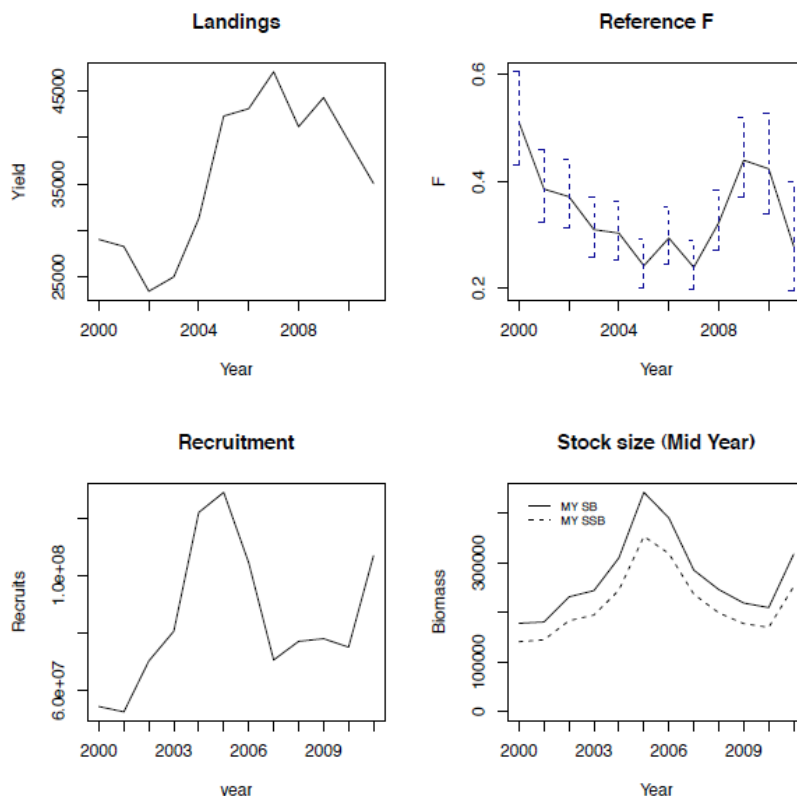 Landings
Yield
45000
35000
25000
2000
2004
2008
Year
Reference F
F
0.6
0.4
0.2
2000
2004
2008
Year
Recruitment
Recruits
1.0e+08
6.0e+07
2000
2003
2006
2009
year
Stock size (Mid Year)
MY SB
MY SSB
Biomass
300000
100000
0
2000
2003
2006
2009
Year